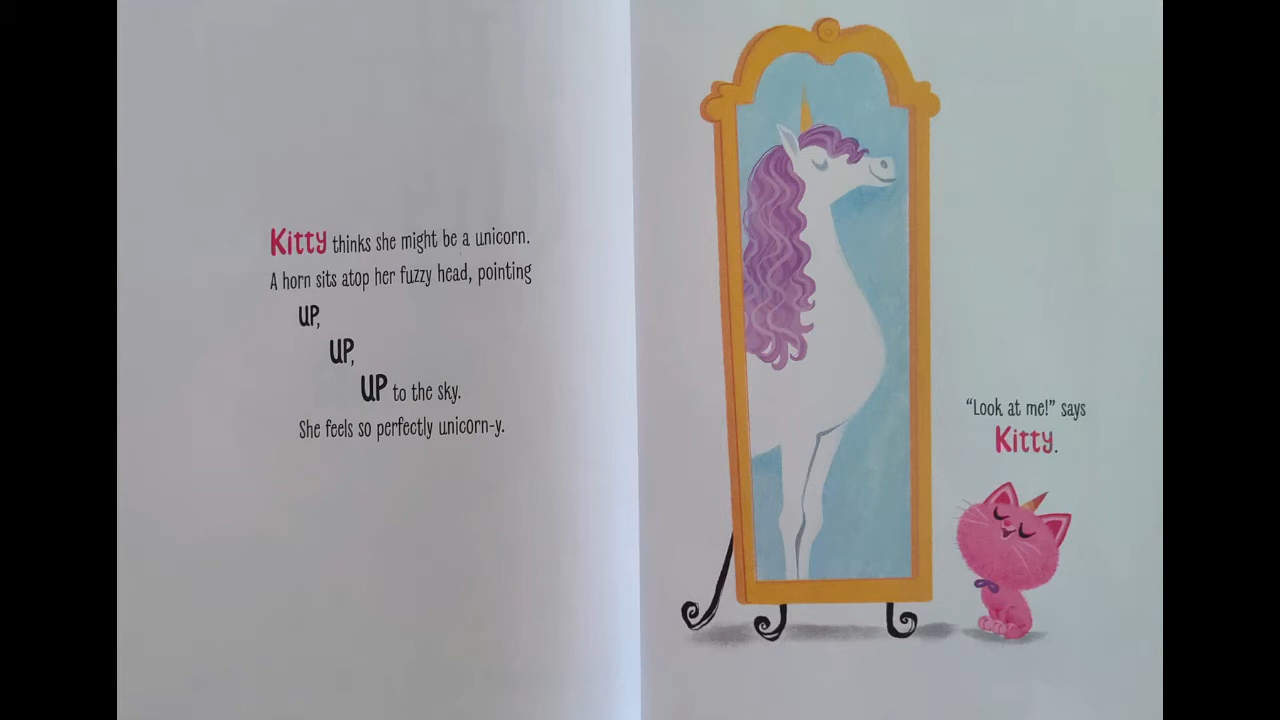 Kitty thinks she might be a unicorn.
A horn sits atop her fuzzy head, pointing
UP,
UP,
UP to the sky.
She feels so perfectly unicorn-y.
“Look at me!” says
Kitty.